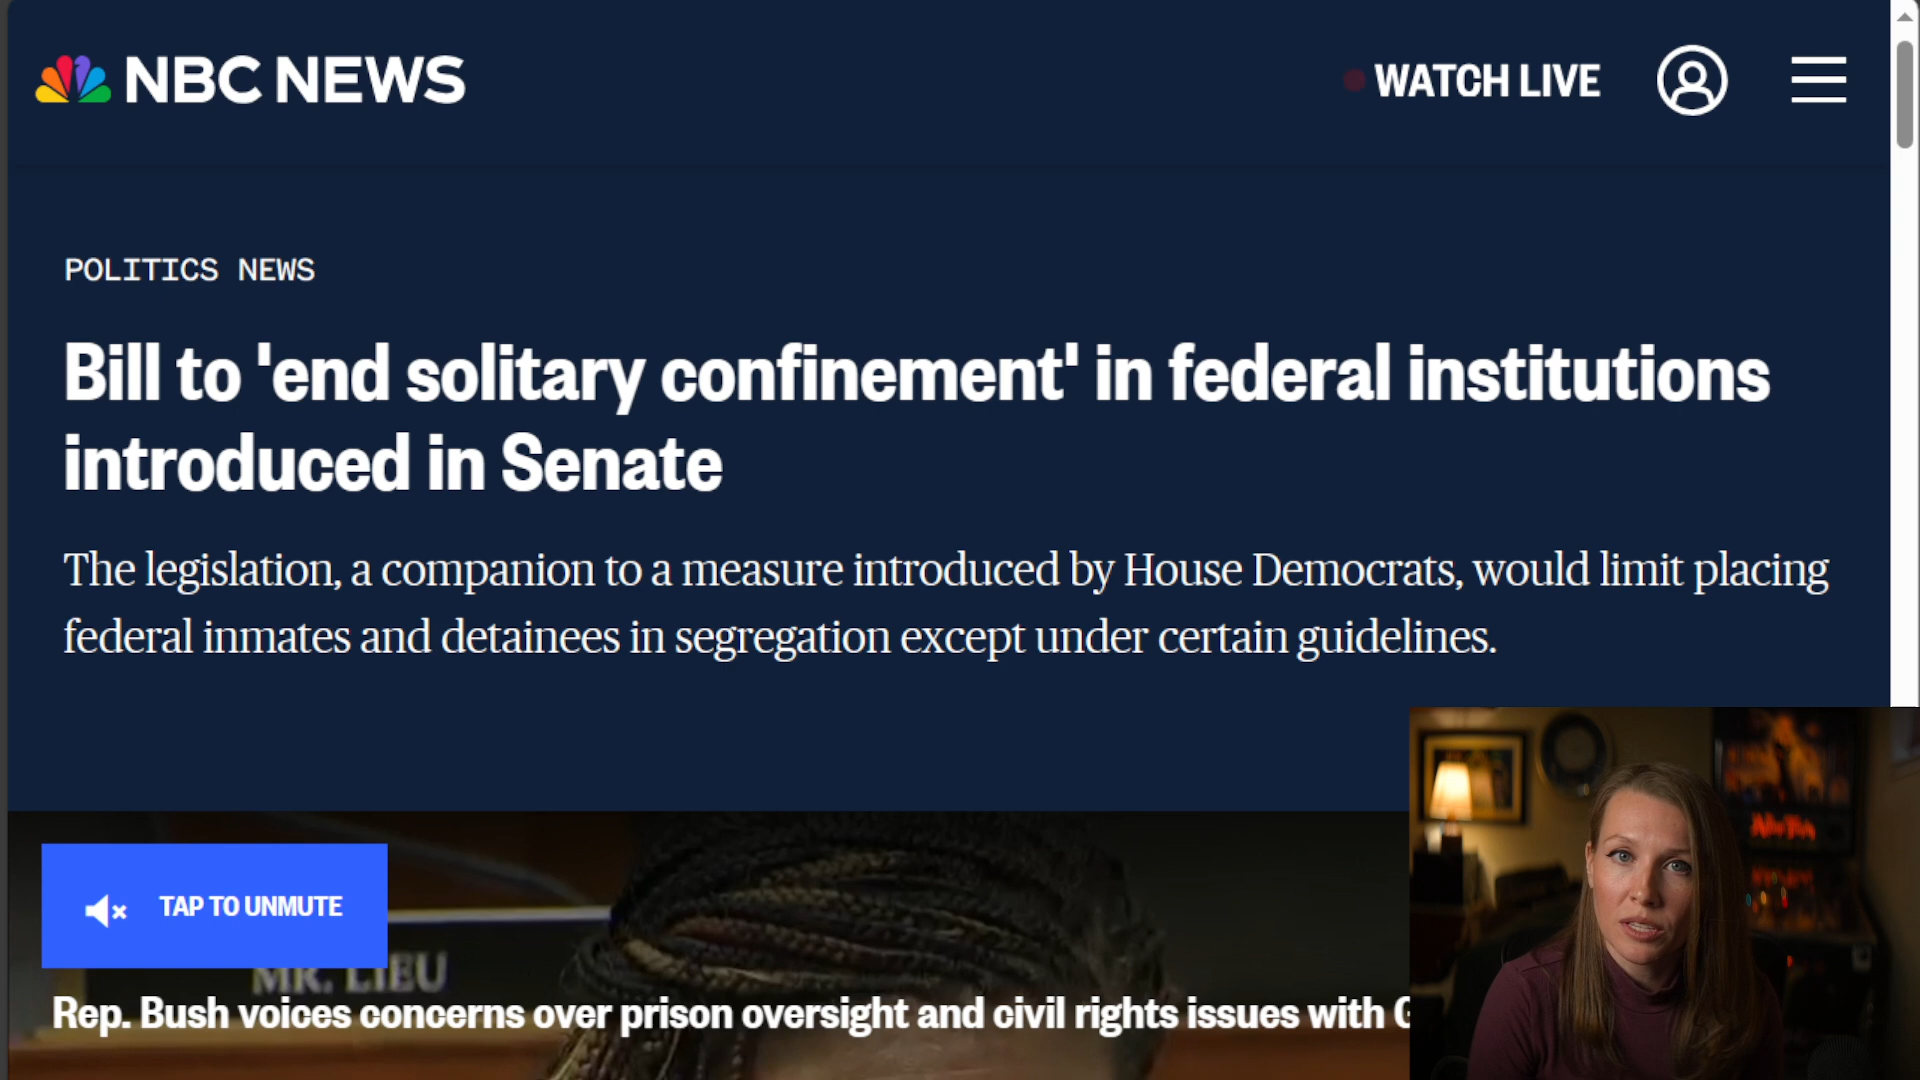 NBC NEWS
WATCH LIVE
POLITICS NEWS
Bill to 'end solitary confinement' in federal institutions
introduced in Senate
The legislation, a companion to a measure introduced by House Democrats, would limit placing
federal inmates and detainees in segregation except under certain guidelines.
TAP TO UNMUTE
MR. LIEU
Rep. Bush voices concerns over prison oversight and civil rights issues with